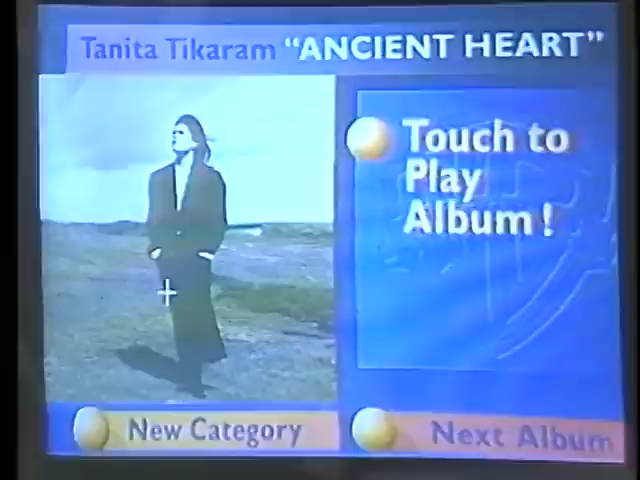 Tanita Tikaram "ANCIENT HEART"
Touch to
Play
Album!
New Category
Next Album